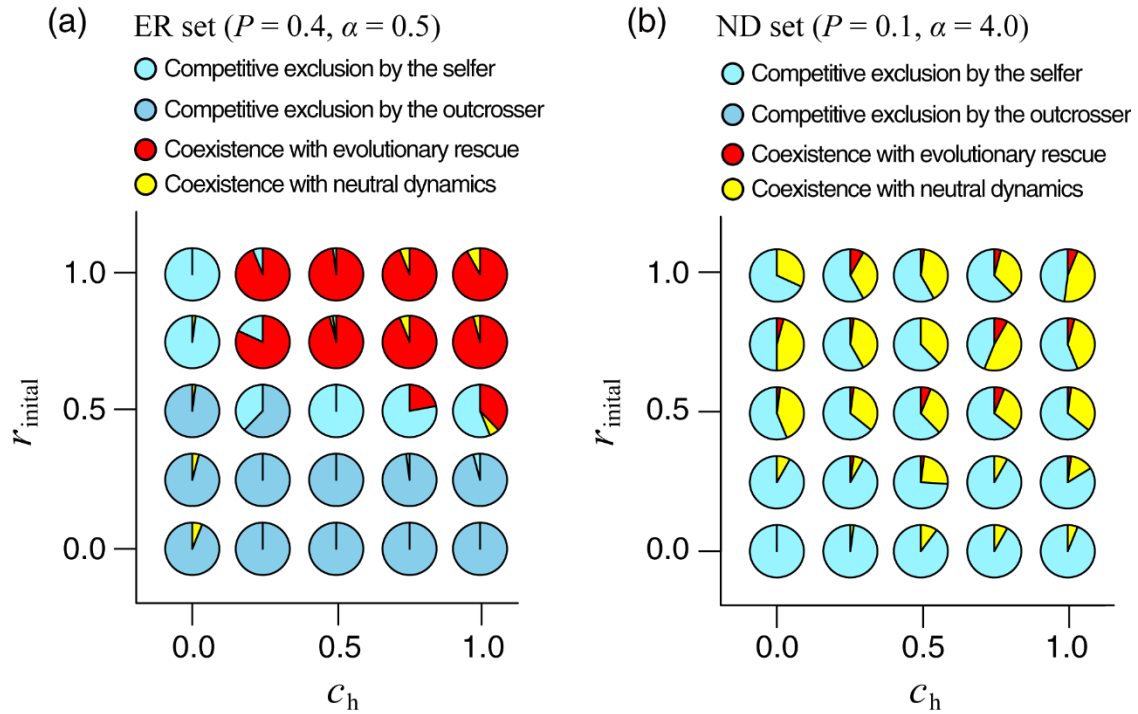 (a) ER set (P = 0.4, α = 0.5)
Competitive exclusion by the selfer
Competitive exclusion by the outcrosser
Coexistence with evolutionary rescue
Coexistence with neutral dynamics
1.0
0.5
0.0
r inital
0.0 0.5 1.0
c h
(b) ND set (P = 0.1, α = 4.0)
Competitive exclusion by the selfer
Competitive exclusion by the outcrosser
Coexistence with evolutionary rescue
Coexistence with neutral dynamics
1.0
0.5
0.0
r inital
0.0 0.5 1.0
c h